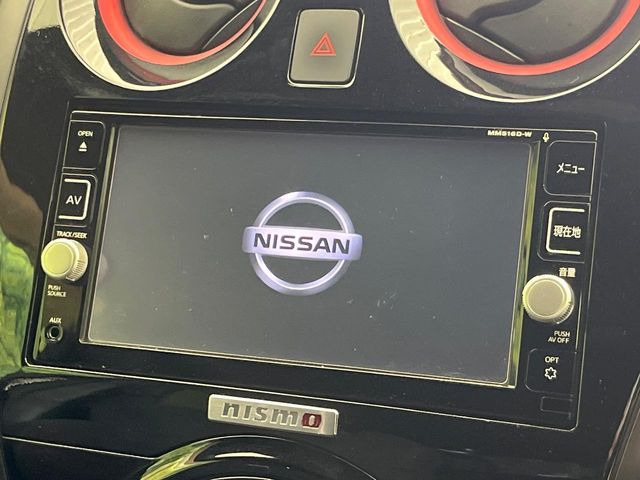 MM516D-W
OPEN
AV
TRACK/SEEK
PUSH
SOURCE
AUX
NISSAN
メニュー
現在地
音量
PUSH
AV OFF
OPT
nismo